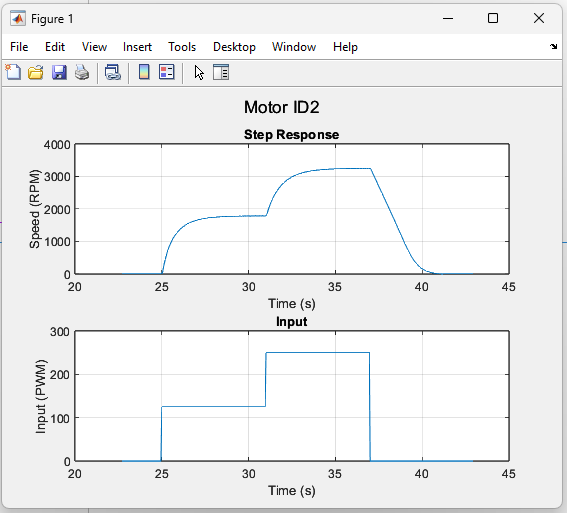 Figure 1
File Edit View Insert Tools Desktop Window Help
Motor ID2
Step Response
4000
3000
2000
1000
0
Speed (RPM)
20 25 30 35 40 45
Time (s)
Input
300
200
100
0
Input (PWM)
20 25 30 35 40 45
Time (s)